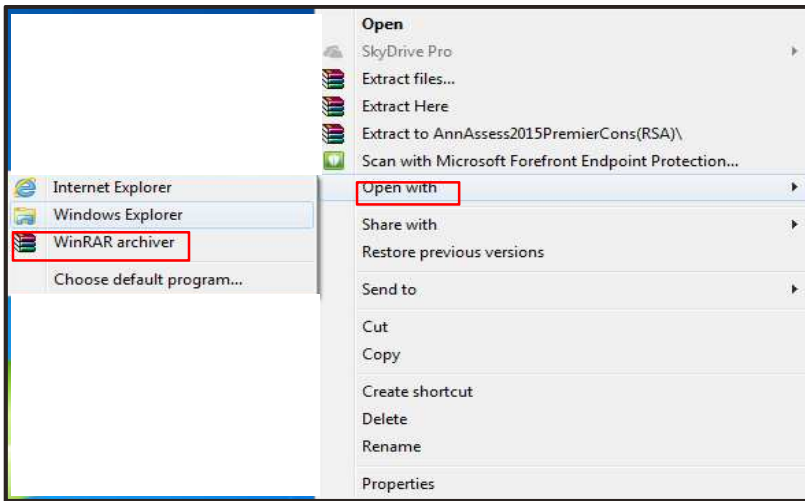 Open
SkyDrive Pro
Extract files...
Extract Here
Extract to AnnAssess2015PremierCons(RSA)\
Scan with Microsoft Forefront Endpoint Protection...
Open with
Internet Explorer
Windows Explorer
WinRAR archiver
Choose default program...
Share with
Restore previous versions
Send to
Cut
Copy
Create shortcut
Delete
Rename
Properties